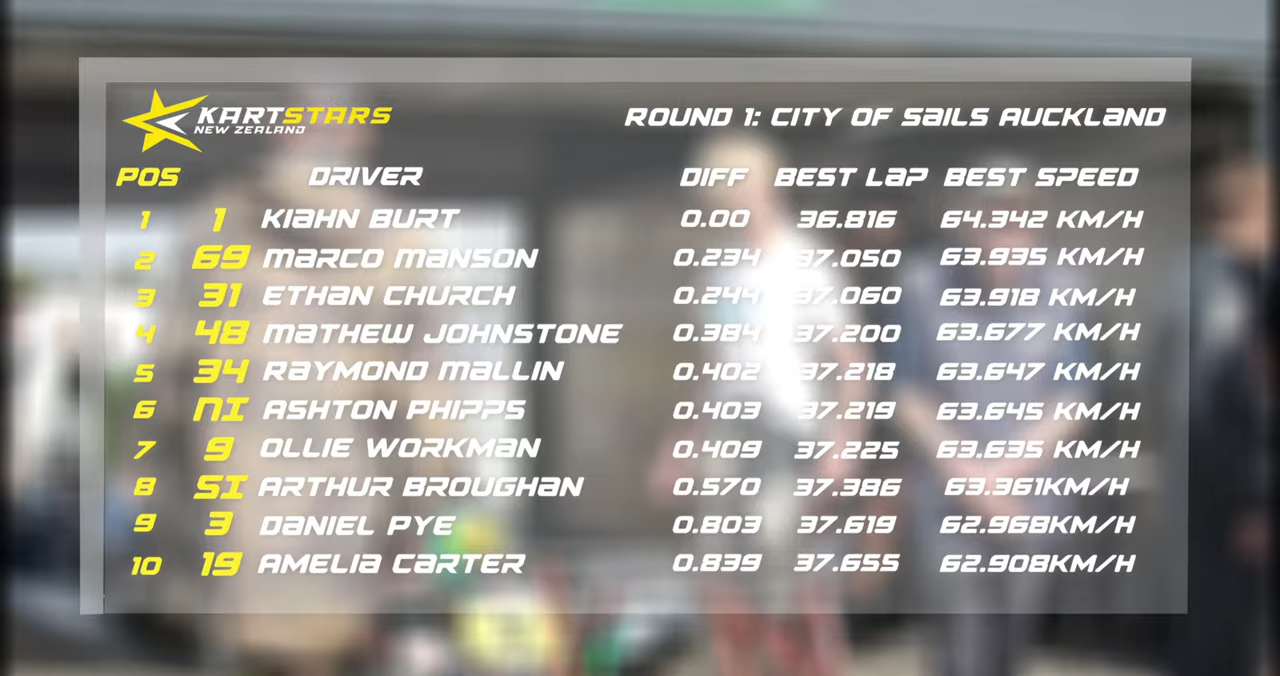 KARTSTARS
NEW ZEALAND
ROUND 1: CITY OF SAILS AUCKLAND
POS DRIVER DIFF BEST LAP BEST SPEED
1 1 KIAHN BURT 0.00 36.816 64.342 KM/H
2 69 MARCO MANSON 0.234 37.050 63.935 KM/H
3 31 ETHAN CHURCH 0.244 37.060 63.918 KM/H
4 48 MATHEW JOHNSTONE 0.384 37.200 63.677 KM/H
5 34 RAYMOND MALLIN 0.402 37.218 63.647 KM/H
6 NI ASHTON PHIPPS 0.403 37.219 63.645 KM/H
7 9 OLLIE WORKMAN 0.409 37.225 63.635 KM/H
8 SI ARTHUR BROUGHAN 0.570 37.386 63.361KM/H
9 3 DANIEL PYE 0.803 37.619 62.968KM/H
10 19 AMELIA CARTER 0.839 37.655 62.908KM/H